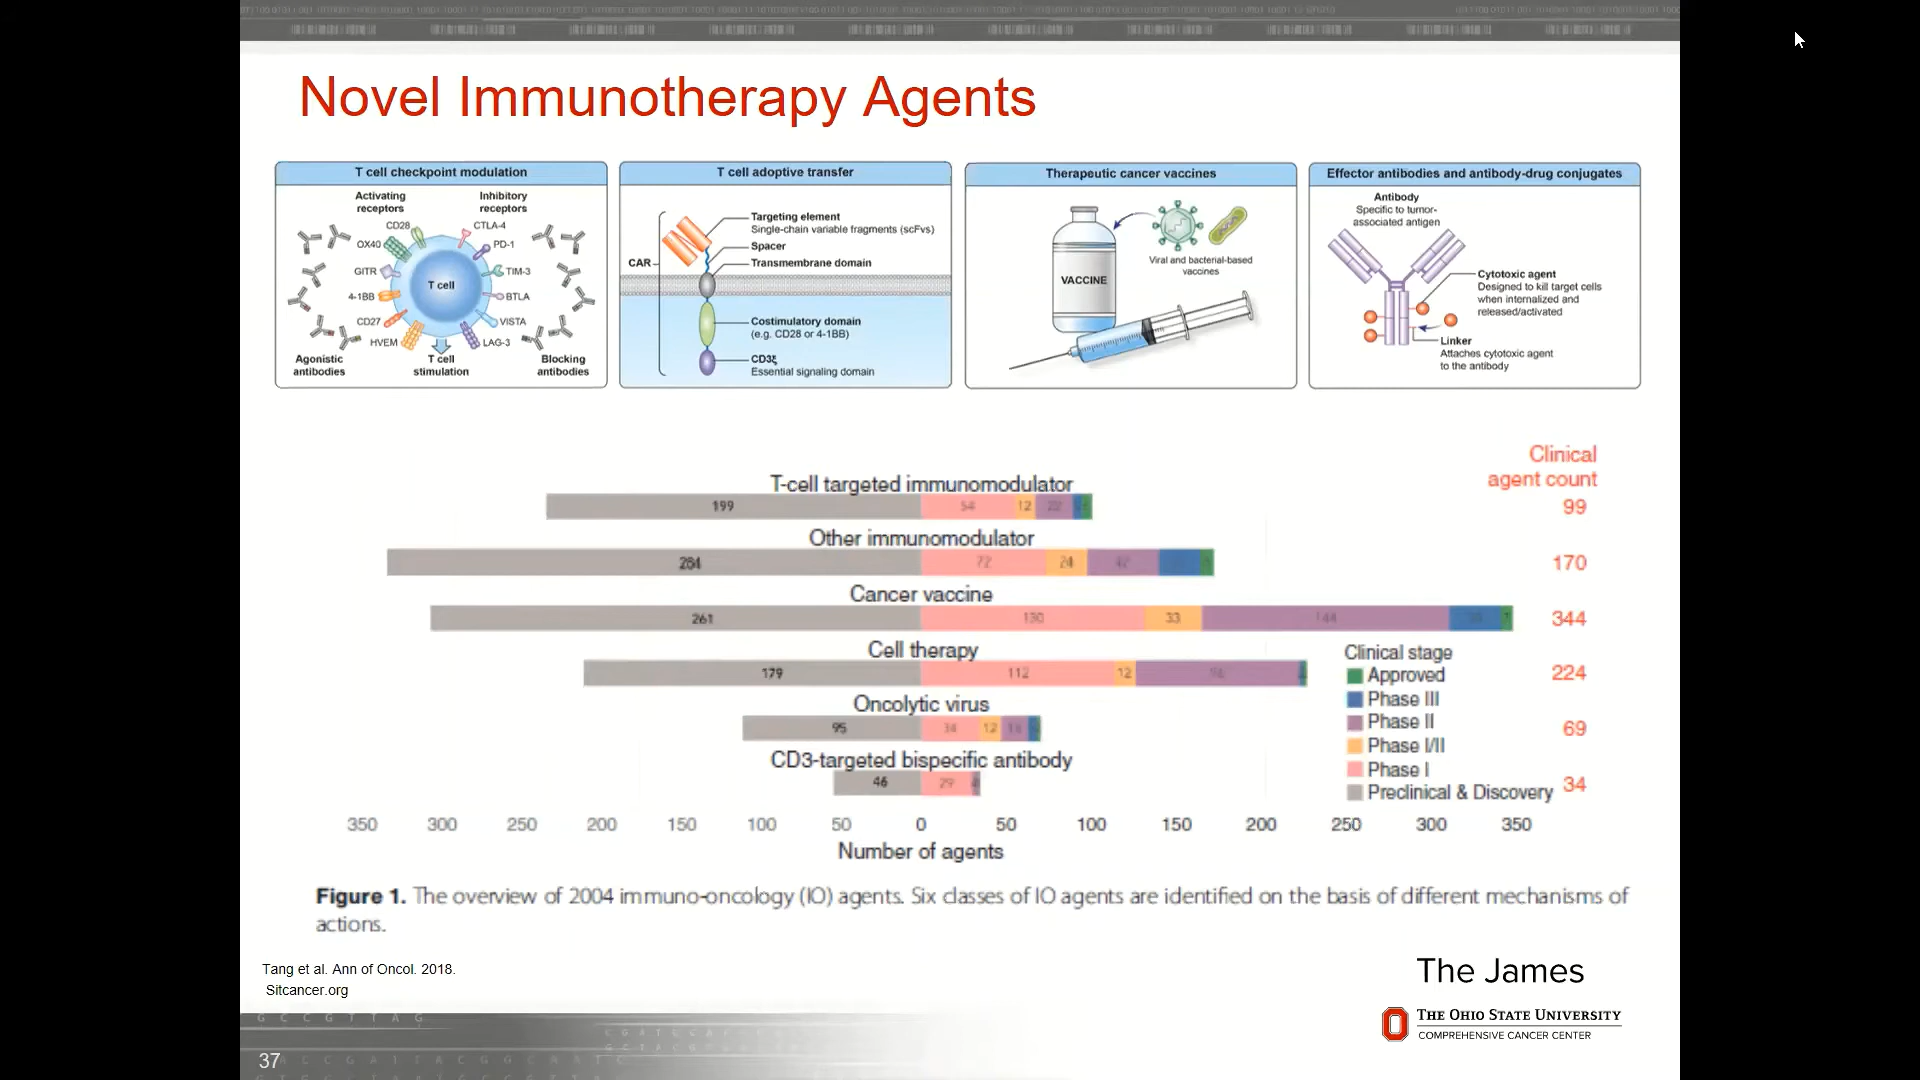 Novel Immunotherapy Agents
T cell checkpoint modulation
Activating
receptors
Inhibitory
receptors
CD28
CTLA-4
OX40
PD-1
GITR
TIM-3
T cell
4-1BB
BTLA
CD27
VISTA
HVEM
LAG-3
Agonistic
antibodies
T cell
stimulation
Blocking
antibodies
T cell adoptive transfer
Targeting element
Single-chain variable fragments (scFvs)
Spacer
CAR
Transmembrane domain
Costimulatory domain
(e.g. CD28 or 4-1BB)
CD3ξ
Essential signaling domain
Therapeutic cancer vaccines
VACCINE
Viral and bacterial-based
vaccines
Effector antibodies and antibody-drug conjugates
Antibody
Specific to tumor-
associated antigen
Cytotoxic agent
Designed to kill target cells
when internalized and
released/activated
Linker
Attaches cytotoxic agent
to the antibody
Clinical
agent count
T-cell targeted immunomodulator
199 54 12 22 99
Other immunomodulator
284 72 24 42 170
Cancer vaccine
261 130 33 144 344
Cell therapy
179 112 12 224
Oncolytic virus
95 34 12 69
CD3-targeted bispecific antibody
46 29 34
Clinical stage
Approved
Phase III
Phase II
Phase I/II
Phase I
Preclinical & Discovery
350 300 250 200 150 100 50 0 50 100 150 200 250 300 350
Number of agents
Figure 1. The overview of 2004 immuno-oncology (IO) agents. Six classes of IO agents are identified on the basis of different mechanisms of
actions.
Tang et al. Ann of Oncol. 2018.
Sitcancer.org
The James
THE OHIO STATE UNIVERSITY
COMPREHENSIVE CANCER CENTER
G C C G T T A G
37